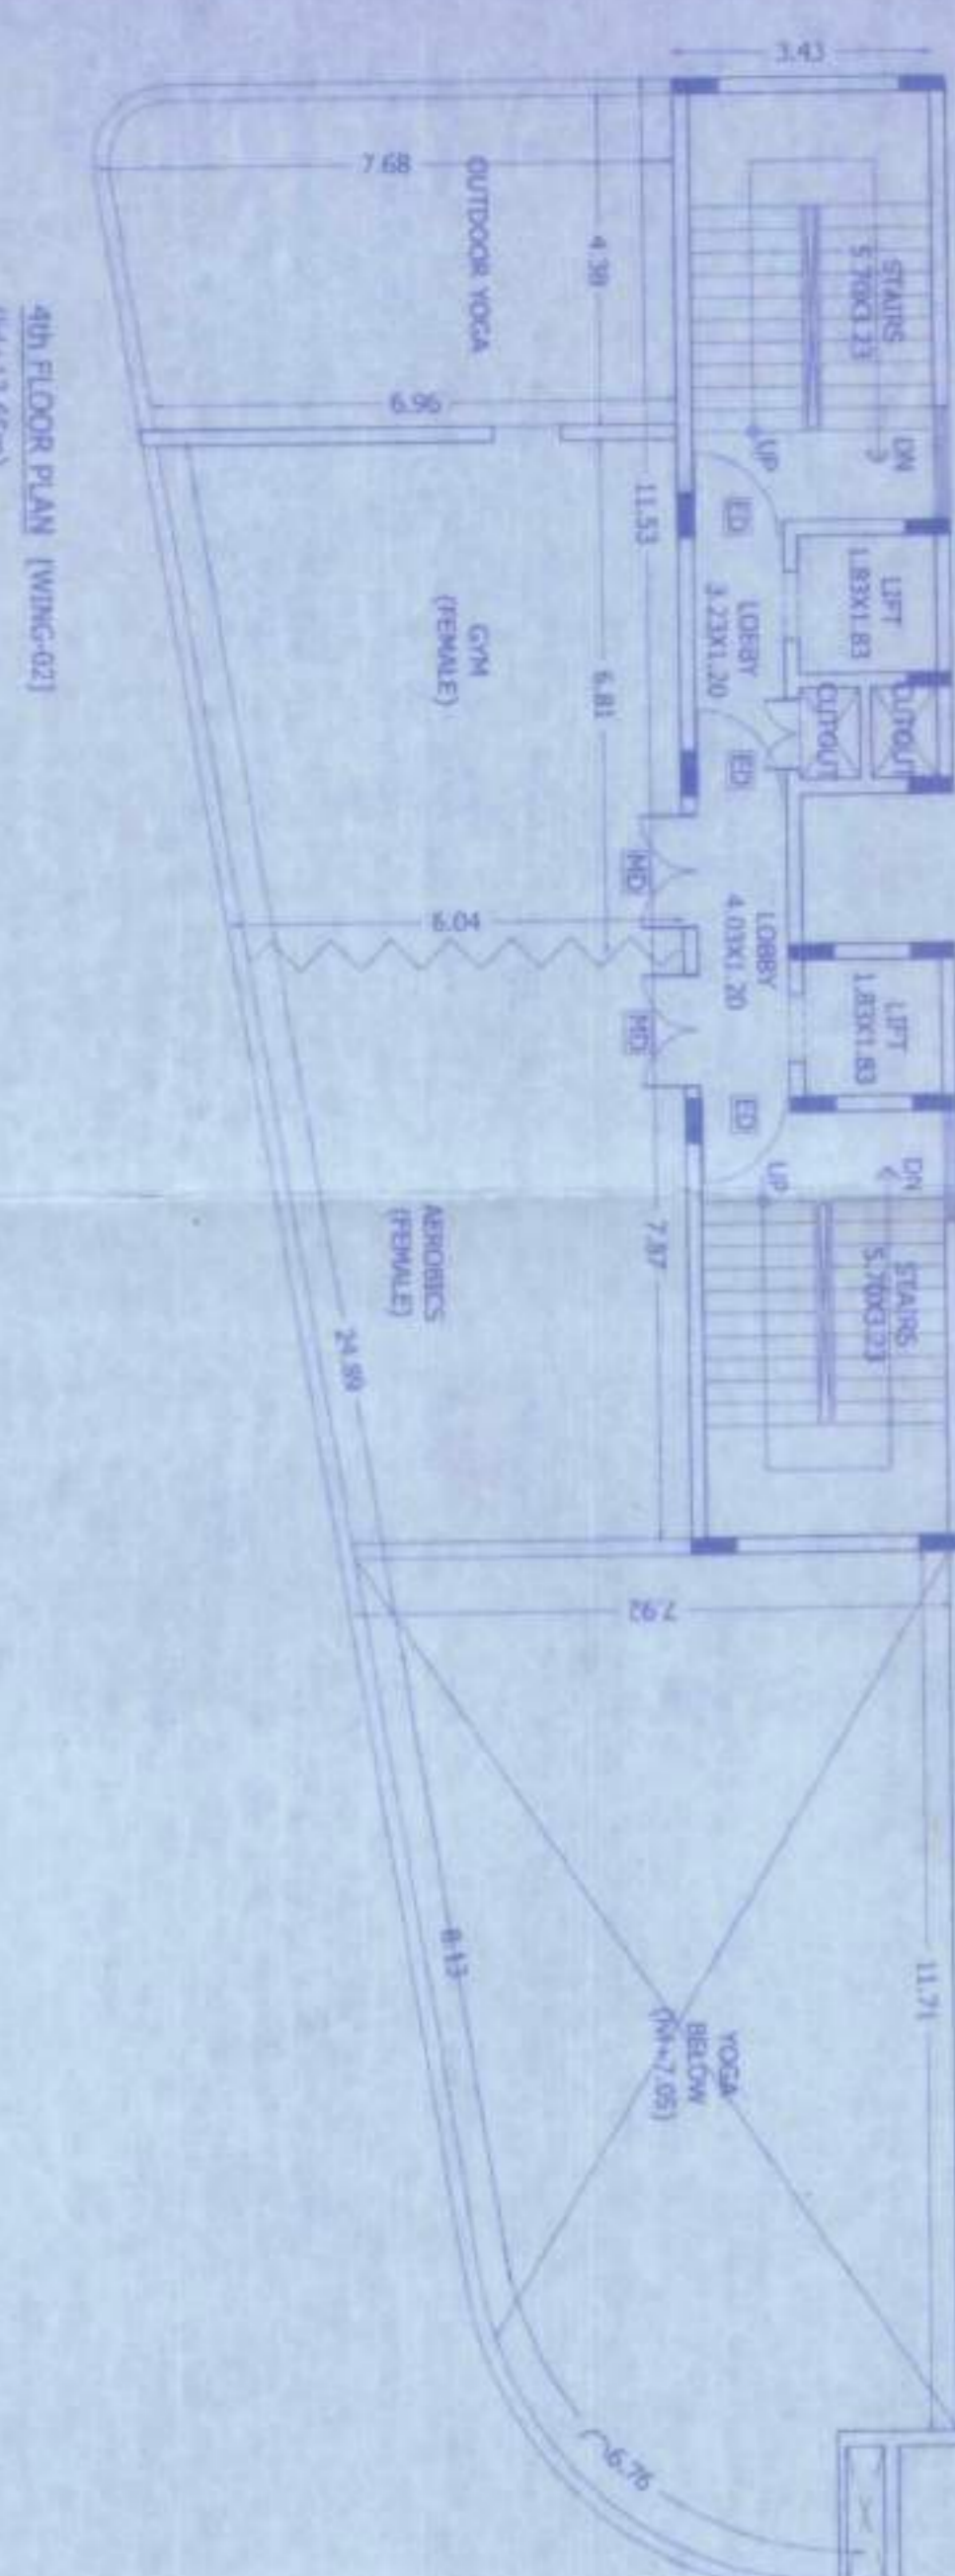 3.43
7.68
OUTDOOR YOGA
4.39
STAIRS
5.70X3.23
6.96
UP
DN
11.53
ED
LIFT
1.83X1.83
LOBBY
3.23X1.20
GYM
(FEMALE)
6.81
CUTOUT
CUTOUT
ED
MD
6.04
LOBBY
4.03X1.20
LIFT
1.83X1.83
MD
ED
UP
DN
AEROBICS
(FEMALE)
7.87
STAIRS
5.70X3.23
24.89
7.92
8.13
11.71
YOGA
BELOW
6.76
4th FLOOR PLAN (WING-02)